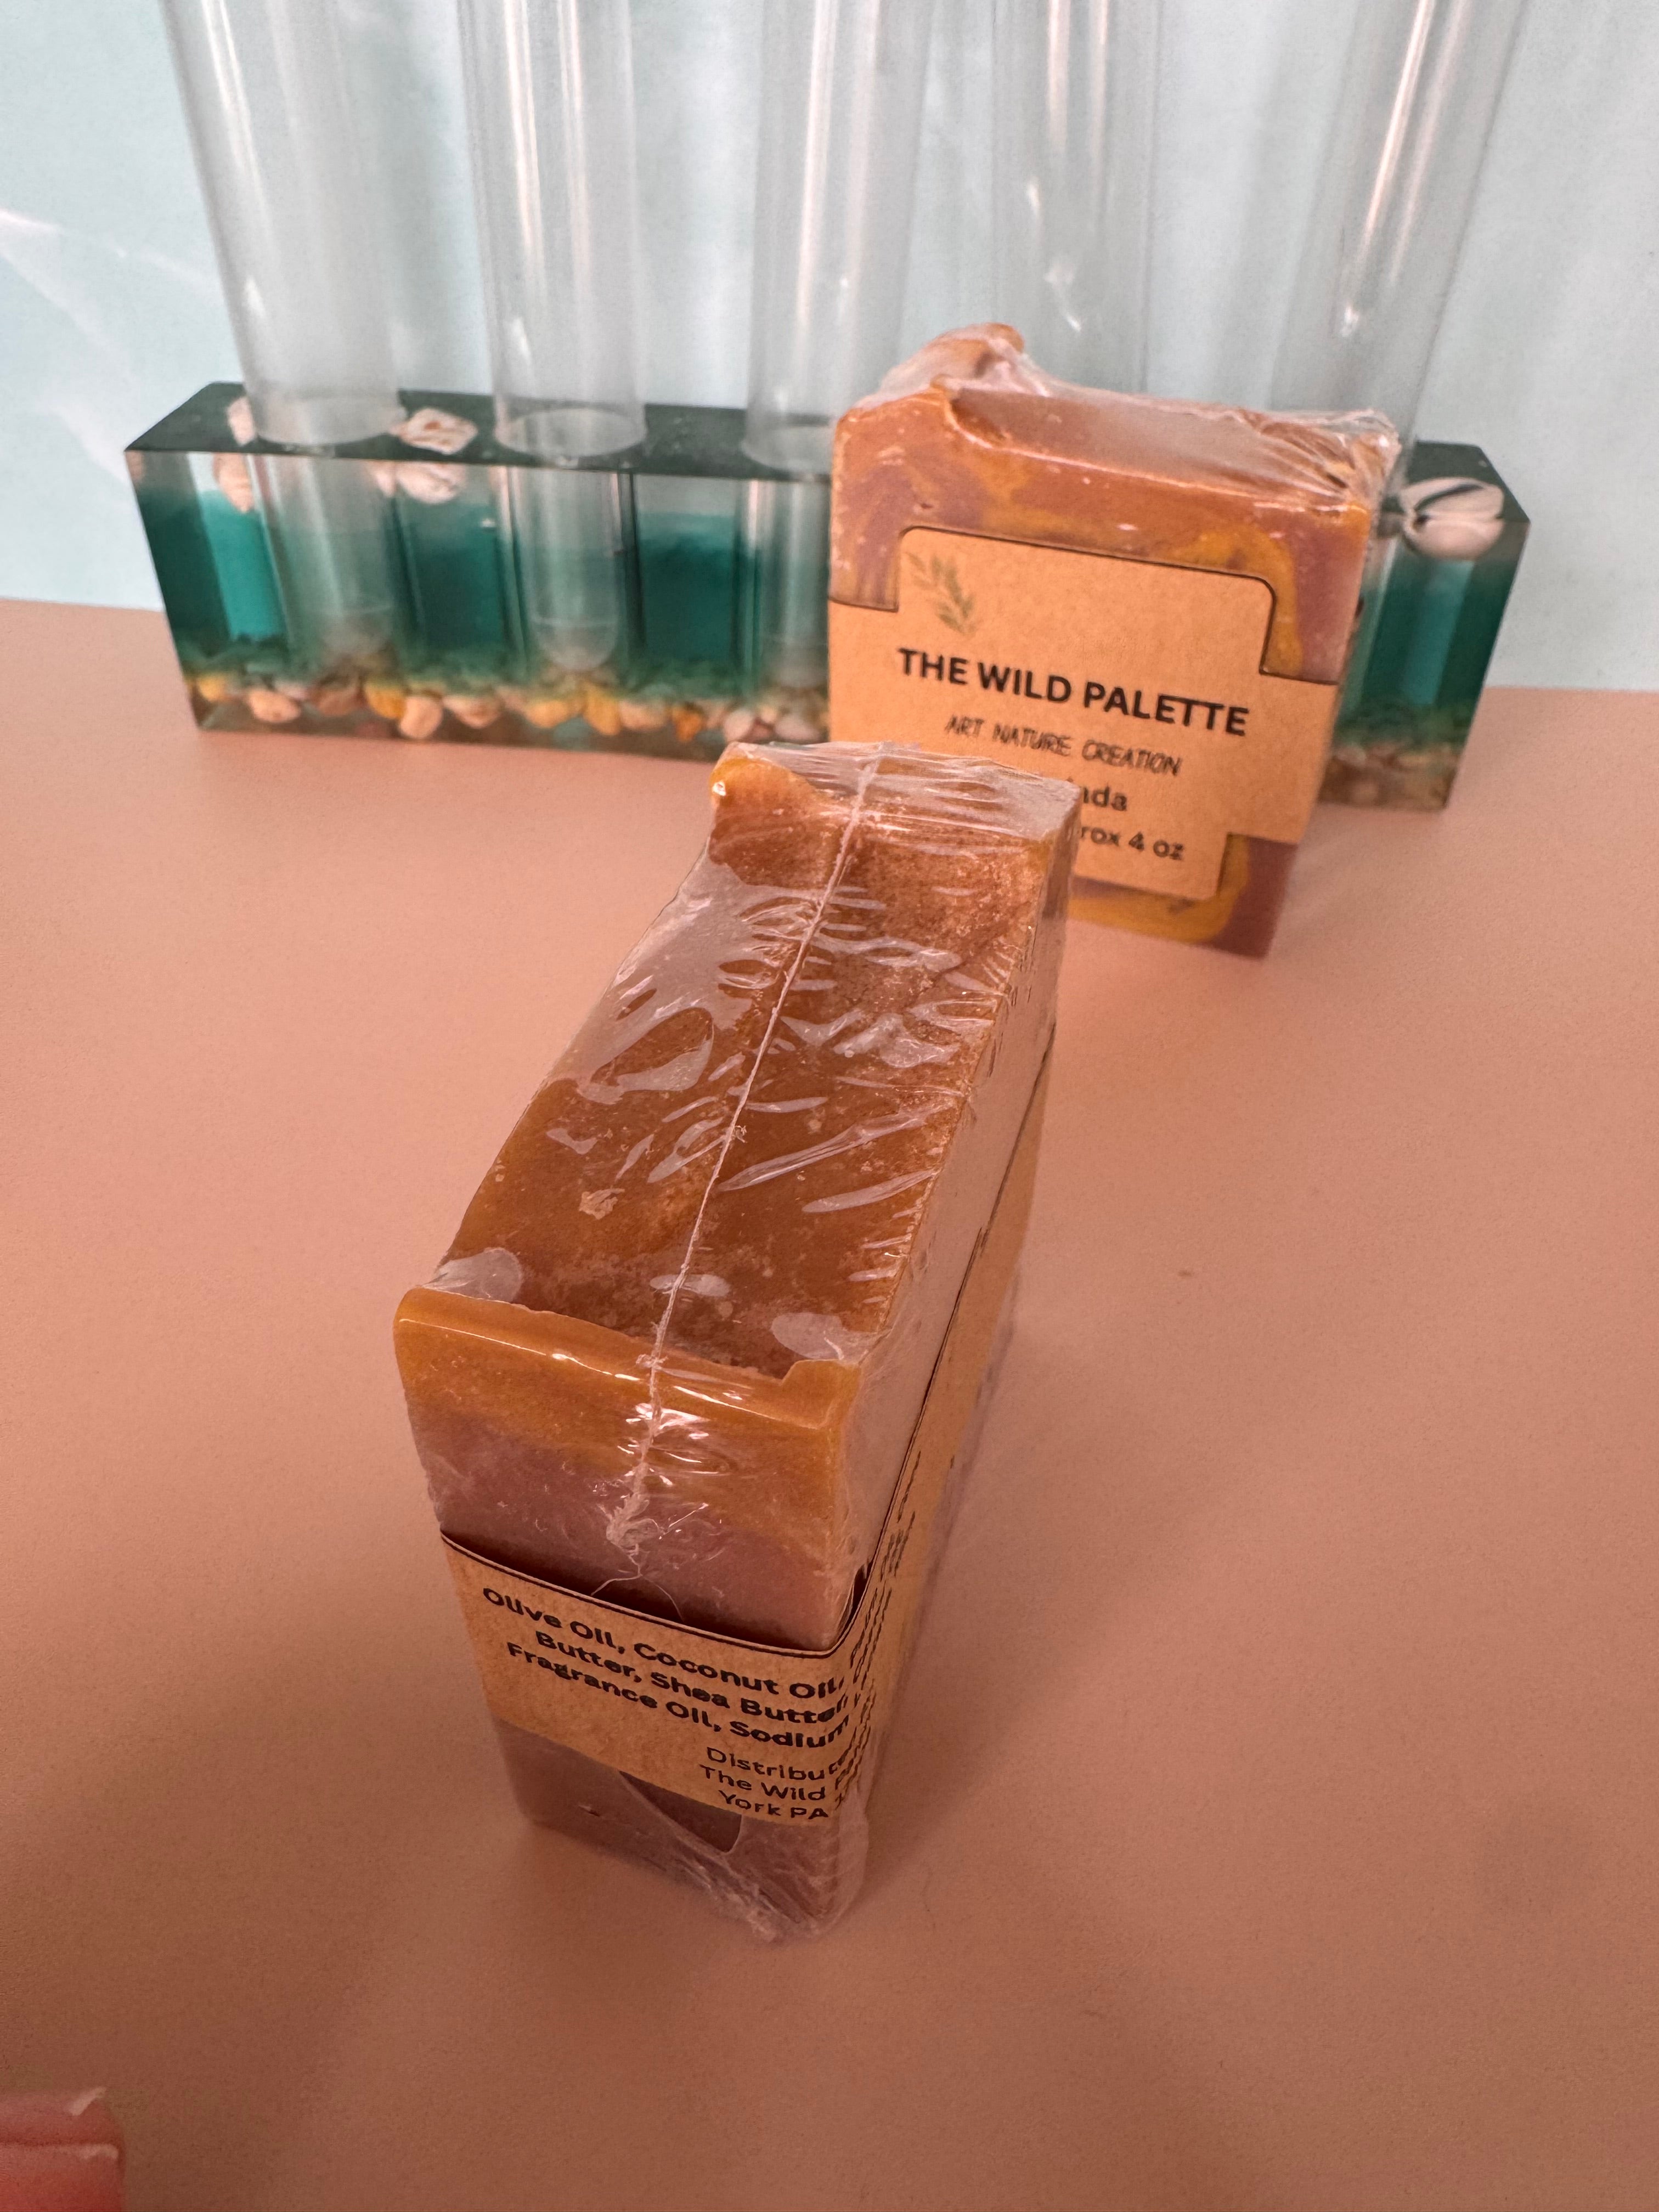 THE WILD PALETTE
ART NATURE CREATION
ada
rox 4 oz
Olive Oil, Coconut Oil,
Butter, Shea Butter,
Fragrance Oil, Sodium
Distribute
The Wild
York PA